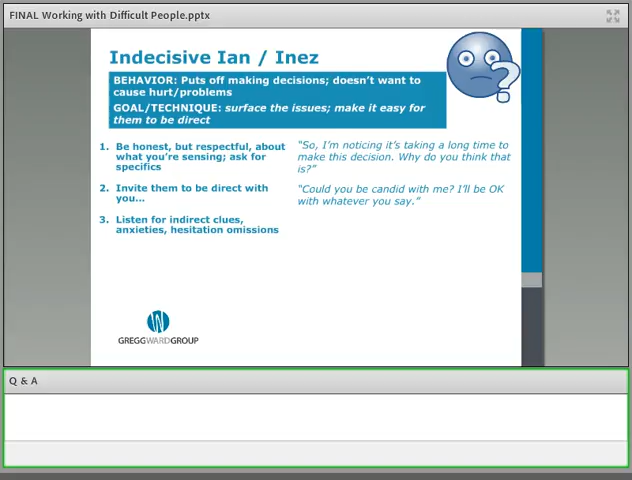 FINAL Working with Difficult People.pptx
Indecisive Ian / Inez
BEHAVIOR: Puts off making decisions; doesn't want to
cause hurt/problems
GOAL/TECHNIQUE: surface the issues; make it easy for
them to be direct
1. Be honest, but respectful, about
what you're sensing; ask for
specifics
2. Invite them to be direct with
you...
3. Listen for indirect clues,
anxieties, hesitation omissions
"So, I'm noticing it's taking a long time to
make this decision. Why do you think that
is?"
"Could you be candid with me? I'll be OK
with whatever you say."
?
GREGGWARDGROUP
Q & A